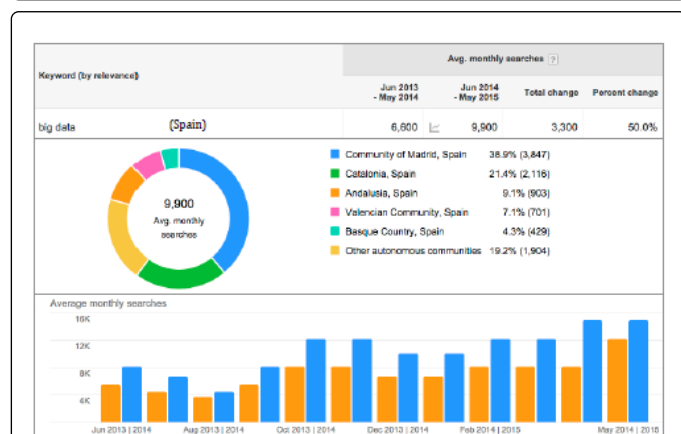 Avg. monthly searches ?
Keyword (by relevance)
Jun 2013 - May 2014
Jun 2014 - May 2015
Total change
Percent change
big data (Spain) 6,600 9,900 3,300 50.0%
9,900
Avg. monthly
searches
Community of Madrid, Spain 38.9% (3,847)
Catalonia, Spain 21.4% (2,116)
Andalusia, Spain 9.1% (903)
Valencian Community, Spain 7.1% (701)
Basque Country, Spain 4.3% (429)
Other autonomous communities 19.2% (1,904)
Average monthly searches
16K
12K
8K
4K
Jun 2013 | 2014 Aug 2013 | 2014 Oct 2013 | 2014 Dec 2013 | 2014 Feb 2014 | 2015 May 2014 | 2015